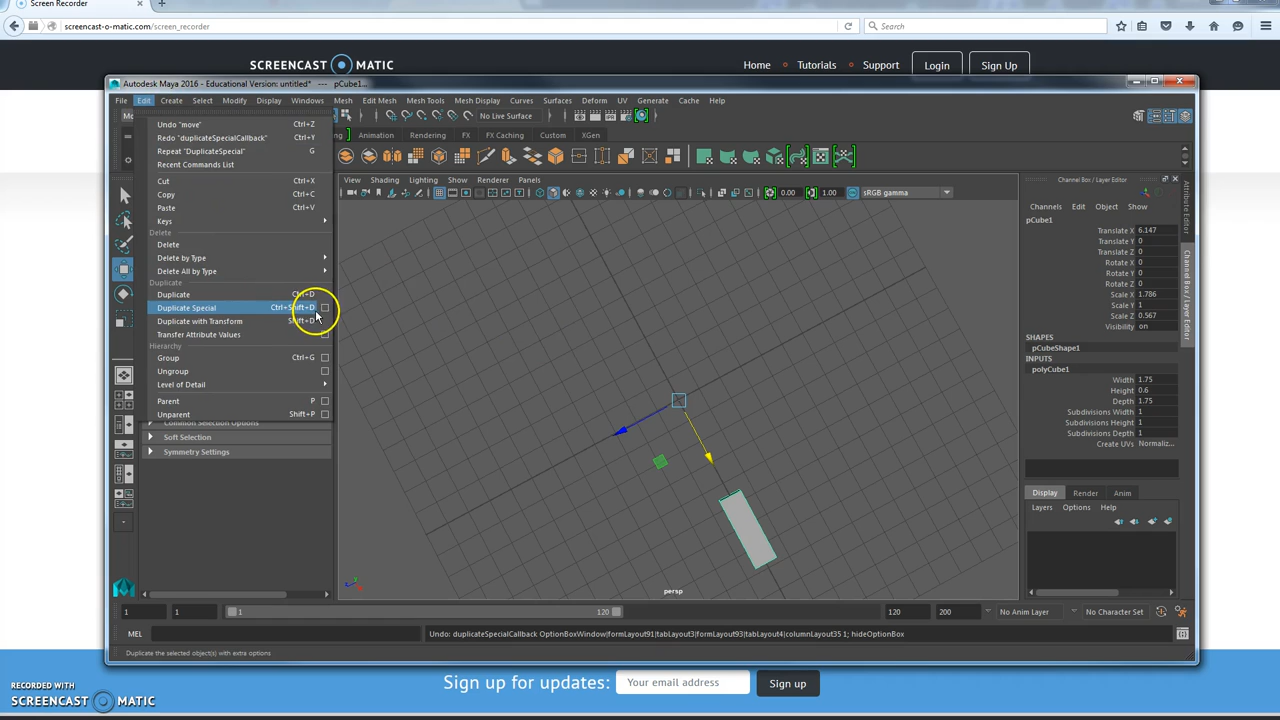 Screen Recorder
screencast-o-matic.com/screen_recorder
Search
SCREENCAST MATIC
Home Tutorials Support Login Sign Up
Autodesk Maya 2016 - Educational Version: untitled* --- pCube1...
File Edit Create Select Modify Display Windows Mesh Edit Mesh Mesh Tools Mesh Display Curves Surfaces Deform UV Generate Cache Help
No Live Surface
Animation Rendering FX FX Caching Custom XGen
View Shading Lighting Show Renderer Panels
0.00 1.00 sRGB gamma
Undo "move" Ctrl+Z
Redo "duplicateSpecialCallback" Ctrl+Y
Repeat "DuplicateSpecial" G
Recent Commands List
Cut Ctrl+X
Copy Ctrl+C
Paste Ctrl+V
Keys
Delete
Delete
Delete by Type
Delete All by Type
Duplicate
Duplicate Ctrl+D
Duplicate Special Ctrl+Shift+D
Duplicate with Transform Shift+D
Transfer Attribute Values
Hierarchy
Group Ctrl+G
Ungroup
Level of Detail
Parent P
Unparent Shift+P
Common Selection Options
Soft Selection
Symmetry Settings
persp
Channel Box / Layer Editor
Channels Edit Object Show
pCube1
Translate X 6.147
Translate Y 0
Translate Z 0
Rotate X 0
Rotate Y 0
Rotate Z 0
Scale X 1.786
Scale Y 1
Scale Z 0.567
Visibility on
SHAPES
pCubeShape1
INPUTS
polyCube1
Width 1.75
Height 0.6
Depth 1.75
Subdivisions Width 1
Subdivisions Height 1
Subdivisions Depth 1
Create UVs Normaliz...
Display Render Anim
Layers Options Help
Attribute Editor
Channel Box / Layer Editor
1 1 1 120 120 200 No Anim Layer No Character Set
MEL Undo: duplicateSpecialCallback OptionBoxWindow|formLayout91|tabLayout3|formLayout93|tabLayout4|columnLayout35 1; hideOptionBox
Duplicate the selected object(s) with extra options
Sign up for updates: Your email address Sign up
RECORDED WITH
SCREENCAST MATIC